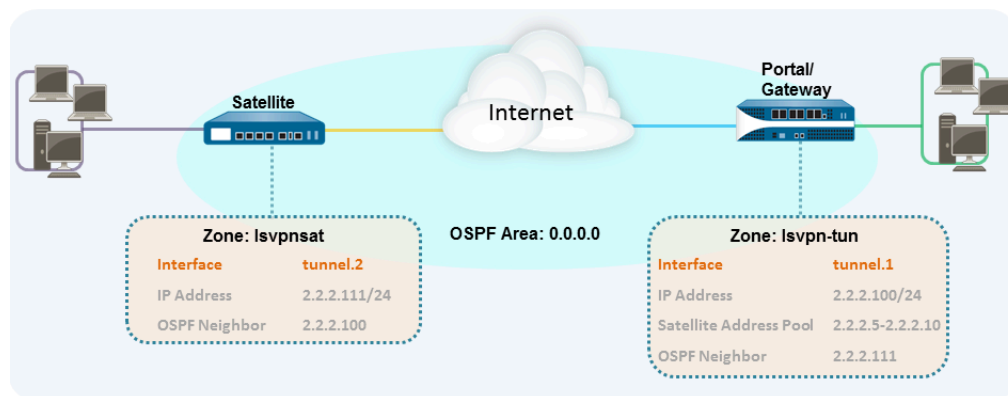 Satellite
Internet
Portal/
Gateway
OSPF Area: 0.0.0.0
Zone: lsvpnsat
Interface tunnel.2
IP Address 2.2.2.111/24
OSPF Neighbor 2.2.2.100
Zone: lsvpn-tun
Interface tunnel.1
IP Address 2.2.2.100/24
Satellite Address Pool 2.2.2.5-2.2.2.10
OSPF Neighbor 2.2.2.111